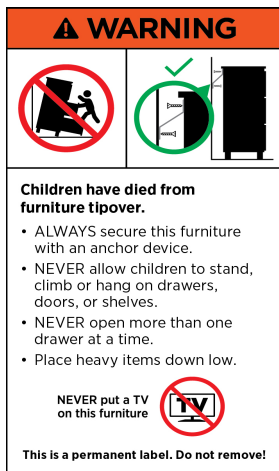 WARNING
Children have died from
furniture tipover.
• ALWAYS secure this furniture
with an anchor device.
• NEVER allow children to stand,
climb or hang on drawers,
doors, or shelves.
• NEVER open more than one
drawer at a time.
• Place heavy items down low.
NEVER put a TV
on this furniture
TV
This is a permanent label. Do not remove!